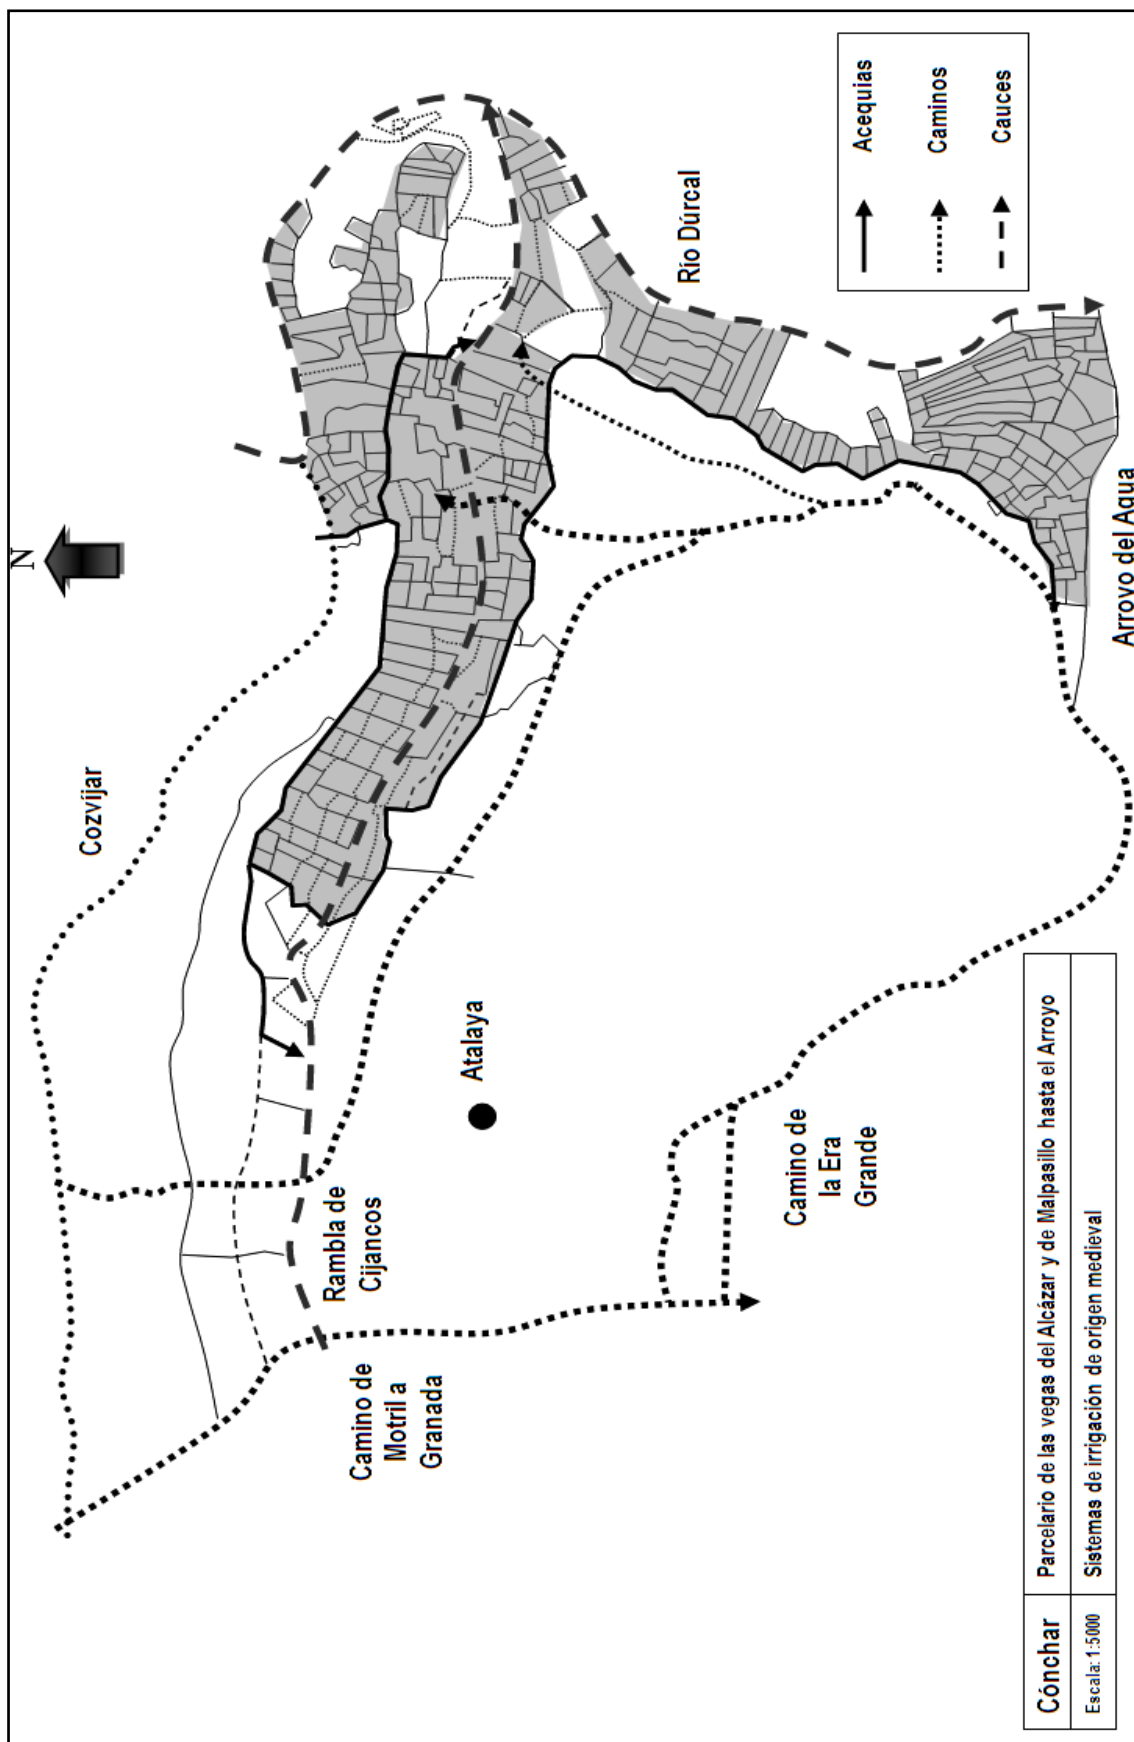 N
Cozvíjar
Rambla de
Cijancos
Camino de
Motril a
Granada
Atalaya
Camino de
la Era
Grande
Río Dúrcal
Arroyo del Agua
Acequias
Caminos
Cauces
Cónchar
Parcelario de las vegas del Alcázar y de Malpasillo hasta el Arroyo
Escala: 1:5000
Sistemas de irrigación de origen medieval